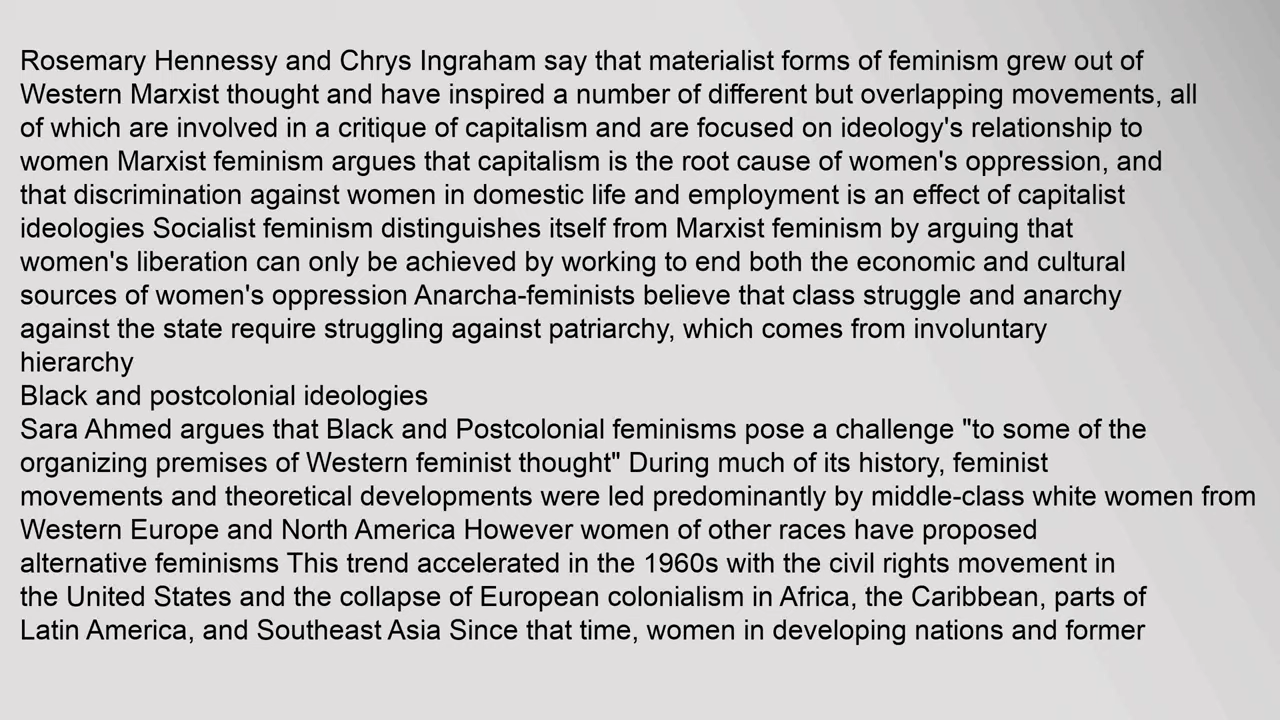 Rosemary Hennessy and Chrys Ingraham say that materialist forms of feminism grew out of
Western Marxist thought and have inspired a number of different but overlapping movements, all
of which are involved in a critique of capitalism and are focused on ideology's relationship to
women Marxist feminism argues that capitalism is the root cause of women's oppression, and
that discrimination against women in domestic life and employment is an effect of capitalist
ideologies Socialist feminism distinguishes itself from Marxist feminism by arguing that
women's liberation can only be achieved by working to end both the economic and cultural
sources of women's oppression Anarcha-feminists believe that class struggle and anarchy
against the state require struggling against patriarchy, which comes from involuntary
hierarchy
Black and postcolonial ideologies
Sara Ahmed argues that Black and Postcolonial feminisms pose a challenge "to some of the
organizing premises of Western feminist thought" During much of its history, feminist
movements and theoretical developments were led predominantly by middle-class white women from
Western Europe and North America However women of other races have proposed
alternative feminisms This trend accelerated in the 1960s with the civil rights movement in
the United States and the collapse of European colonialism in Africa, the Caribbean, parts of
Latin America, and Southeast Asia Since that time, women in developing nations and former